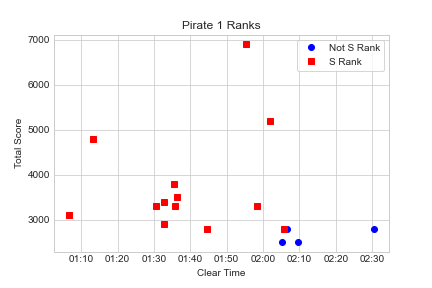 Pirate 1 Ranks
7000
6000
5000
4000
3000
Total Score
Not S Rank
S Rank
01:10 01:20 01:30 01:40 01:50 02:00 02:10 02:20 02:30
Clear Time